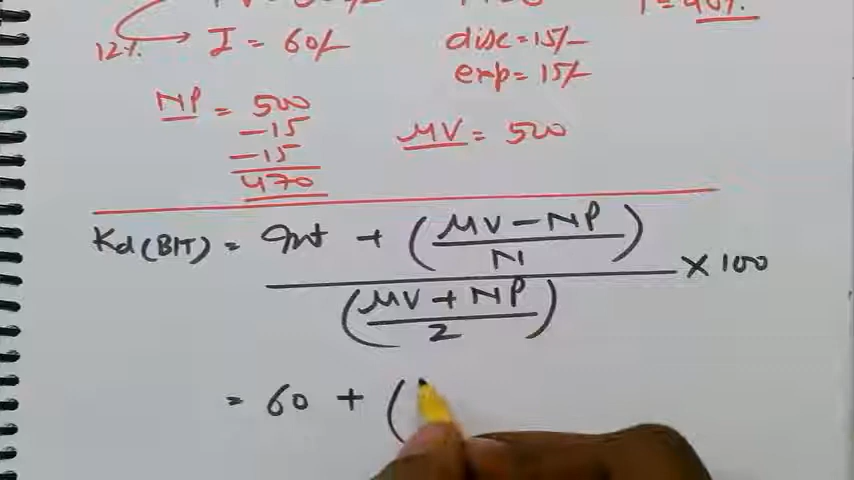 12% I = 60/-
disc = 15/-
exp = 15/-
NP = 500
-15
-15
470
MV = 500
Kd(BIT) = Int + (MV - NP / N) / (MV + NP / 2) × 100
= 60 + (